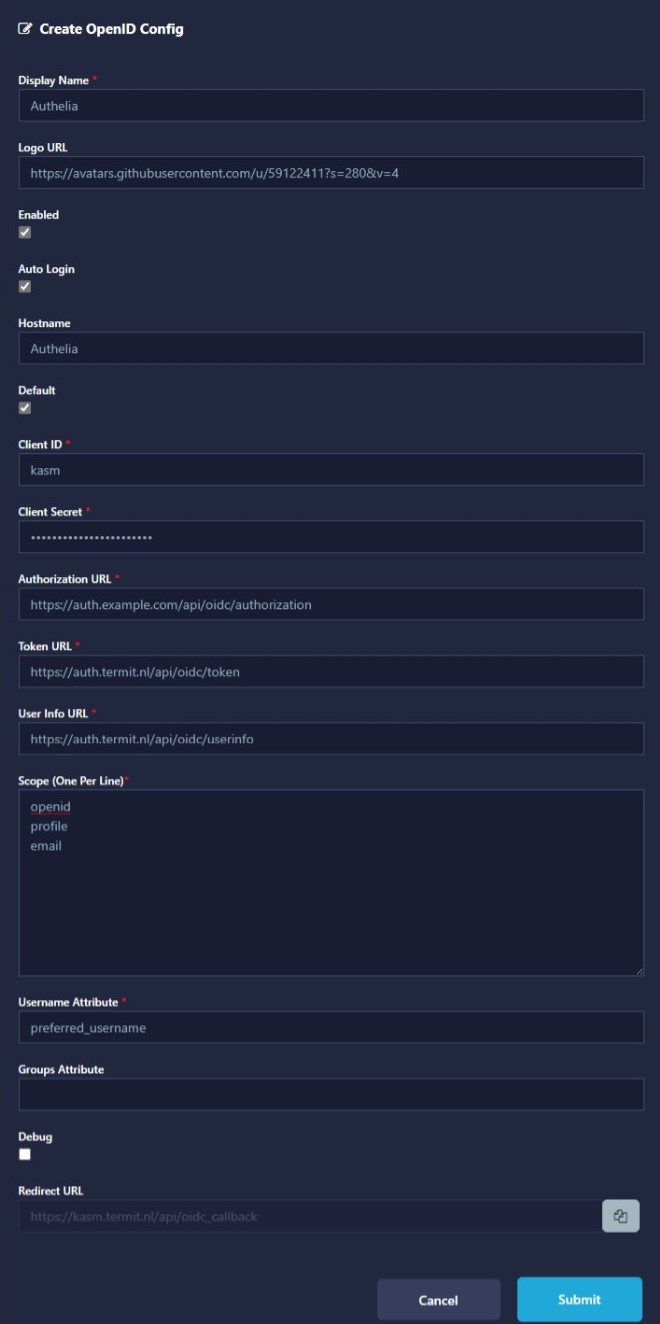 Create OpenID Config
Display Name *
Authelia
Logo URL
https://avatars.githubusercontent.com/u/59122411?s=280&v=4
Enabled
Auto Login
Hostname
Authelia
Default
Client ID *
kasm
Client Secret *
•••••••••••••••••••••••
Authorization URL *
https://auth.example.com/api/oidc/authorization
Token URL *
https://auth.termit.nl/api/oidc/token
User Info URL *
https://auth.termit.nl/api/oidc/userinfo
Scope (One Per Line)*
openid
profile
email
Username Attribute *
preferred_username
Groups Attribute
Debug
Redirect URL
https://kasm.termit.nl/api/oidc_callback
Cancel
Submit